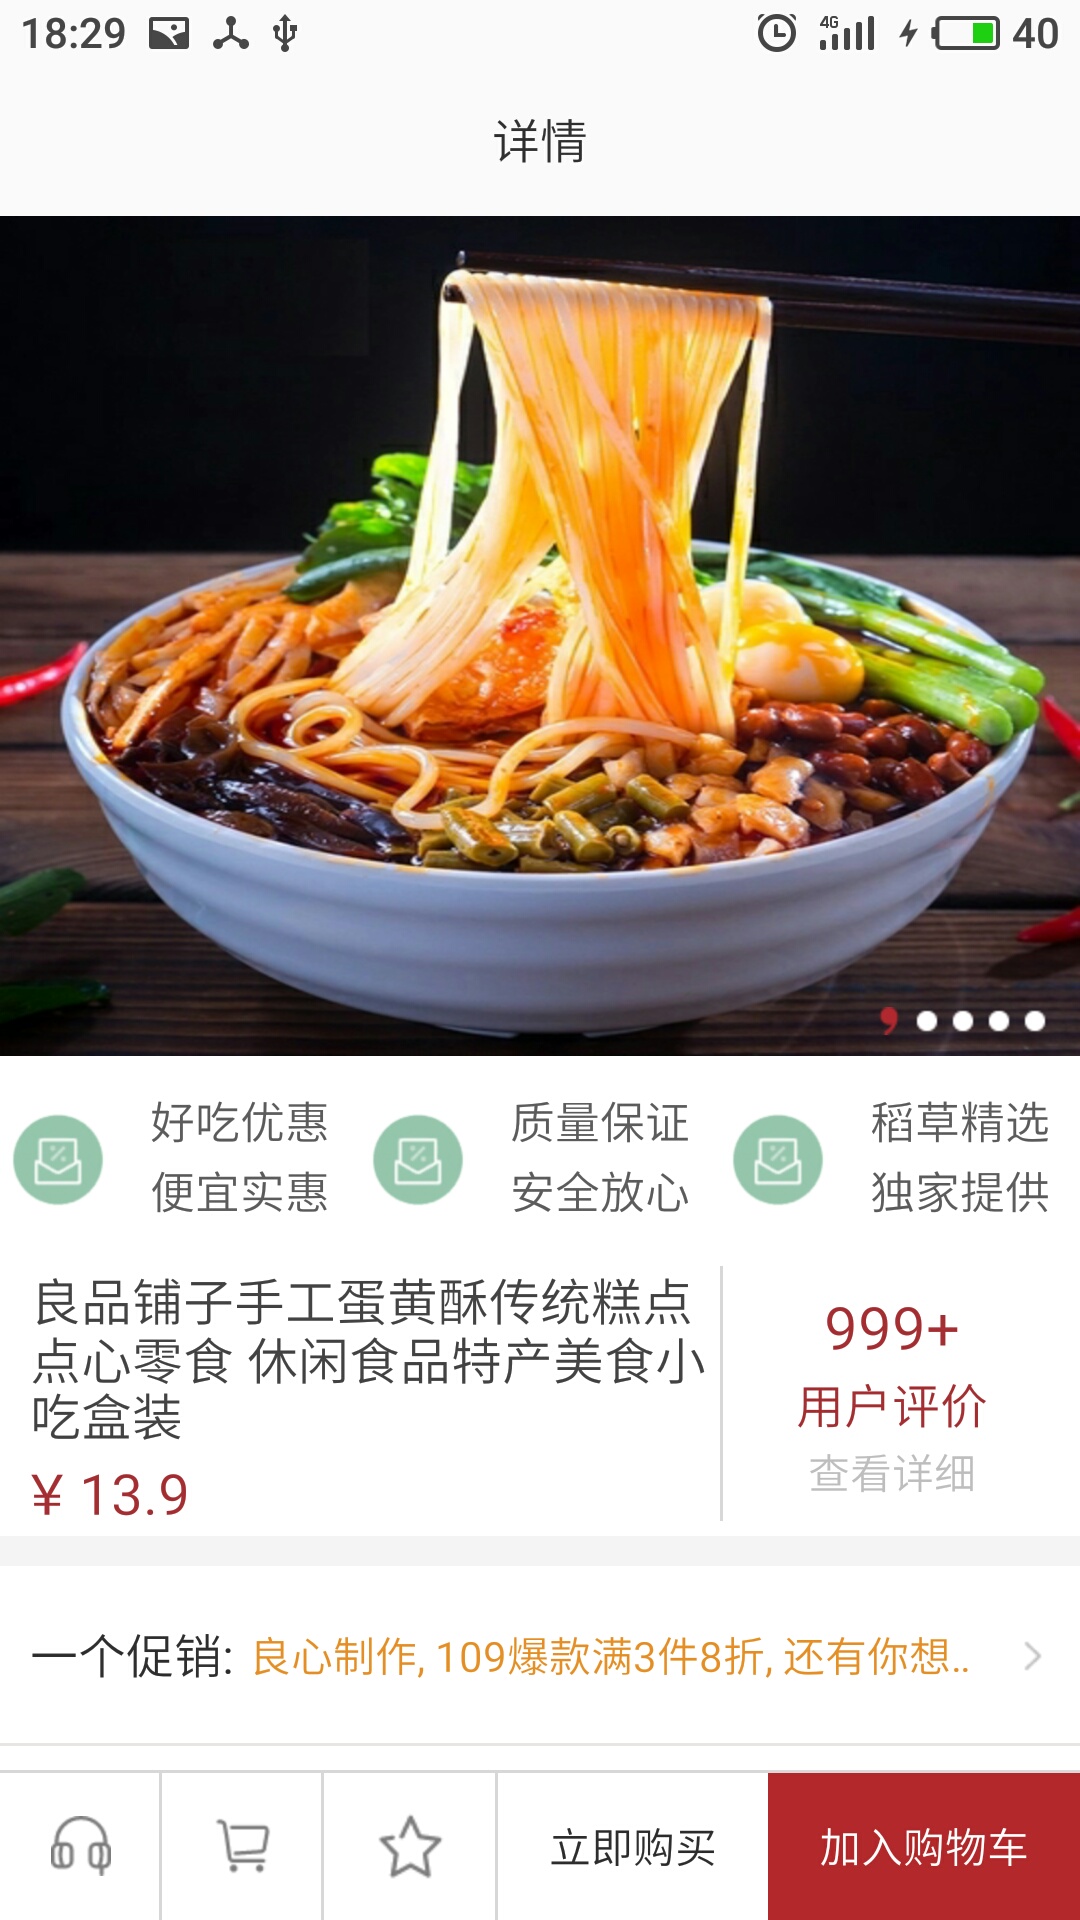 18:29 4G 40
详情
好吃优惠 质量保证 稻草精选
便宜实惠 安全放心 独家提供
良品铺子手工蛋黄酥传统糕点
点心零食 休闲食品特产美食小
吃盒装
¥ 13.9
999+
用户评价
查看详细
一个促销: 良心制作, 109爆款满3件8折, 还有你想..
立即购买 加入购物车